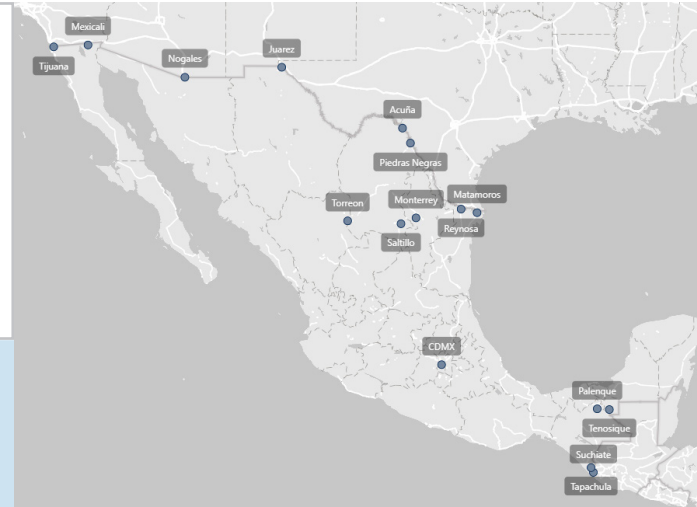 Mexicali
Tijuana
Nogales
Juarez
Acuña
Piedras Negras
Torreon
Monterrey
Matamoros
Reynosa
Saltillo
CDMX
Palenque
Tenosique
Suchiate
Tapachula